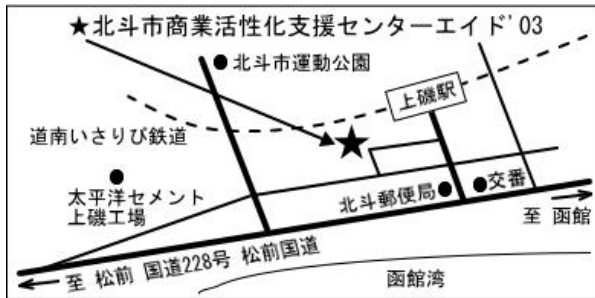 ★北斗市商業活性化支援センターエイド'03
北斗市運動公園
上磯駅
道南いさりび鉄道
太平洋セメント
上磯工場
北斗郵便局
交番
至 函館
至 松前 国道228号 松前国道
函館湾